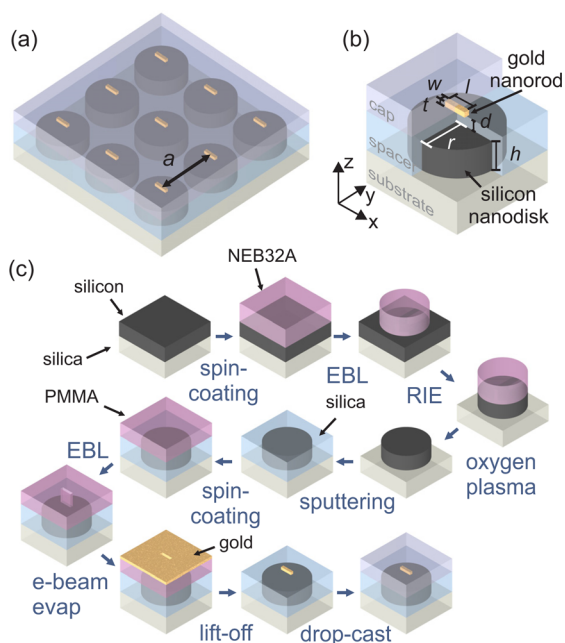 (a)
a
(b)
gold
nanorod
w
l
t
cap
d
r
h
spacer
substrate
z
y
x
silicon
nanodisk
(c)
NEB32A
silicon
silica
spin-
coating
EBL
RIE
PMMA
silica
oxygen
plasma
EBL
spin-
coating
sputtering
gold
e-beam
evap
lift-off
drop-cast